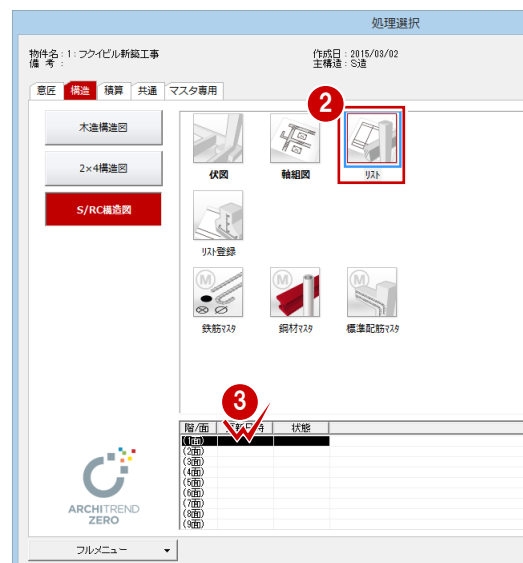 処理選択
物件名：1：フクイビル新築工事
備 考 ：
作成日：2015/03/02
主構造：S造
意匠 構造 積算 共通 マスタ専用
2
木造構造図
2×4構造図
S/RC構造図
伏図 軸組図 リスト
リスト登録
M M M
鉄筋マスタ 鋼材マスタ 標準配筋マスタ
3
階/面 更新日時 状態
(1面)
(2面)
(3面)
(4面)
(5面)
(6面)
(7面)
(8面)
(9面)
ARCHITREND
ZERO
フルメニュー